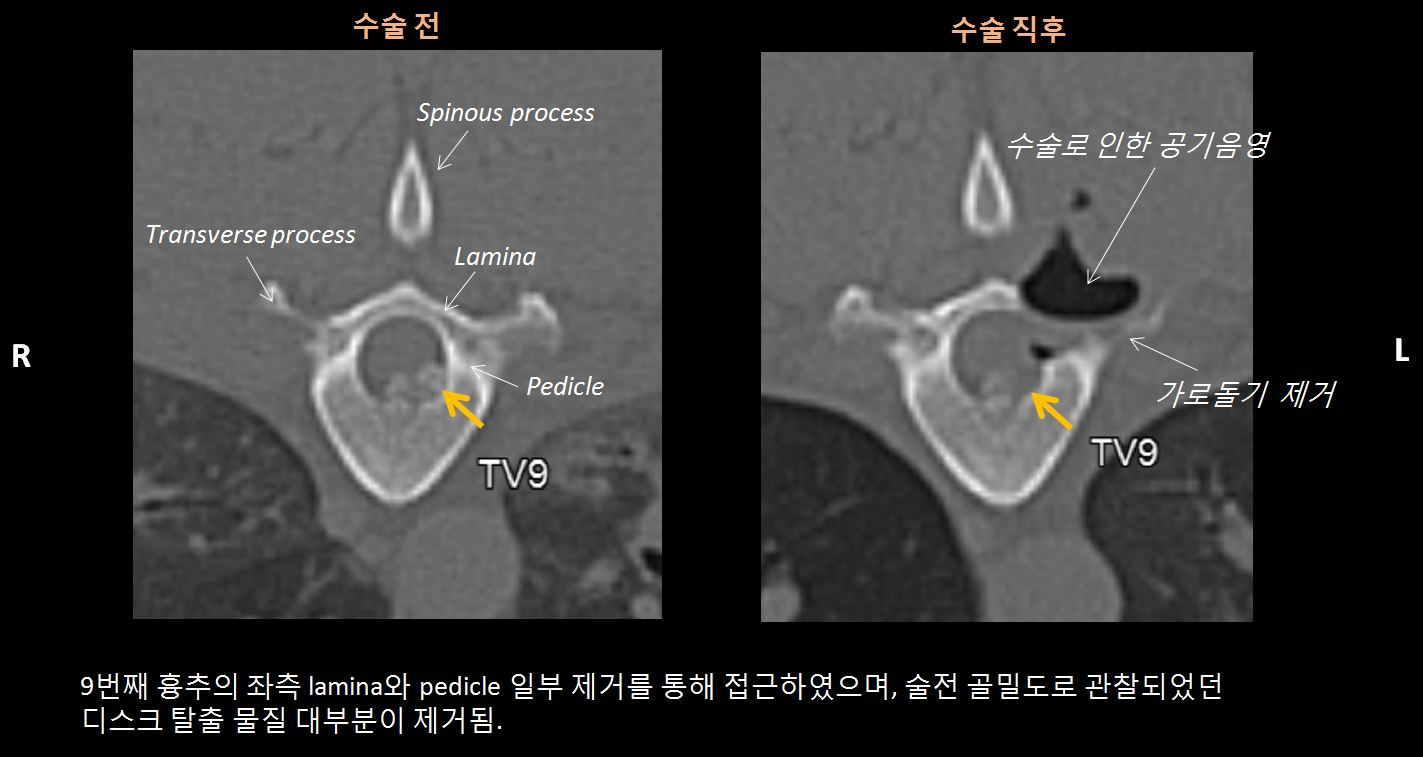 수술 전
수술 직후
Spinous process
Transverse process
Lamina
Pedicle
TV9
R
수술로 인한 공기음영
가로돌기 제거
TV9
L
9번째 흉추의 좌측 lamina와 pedicle 일부 제거를 통해 접근하였으며, 술전 골밀도로 관찰되었던
디스크 탈출 물질 대부분이 제거됨.